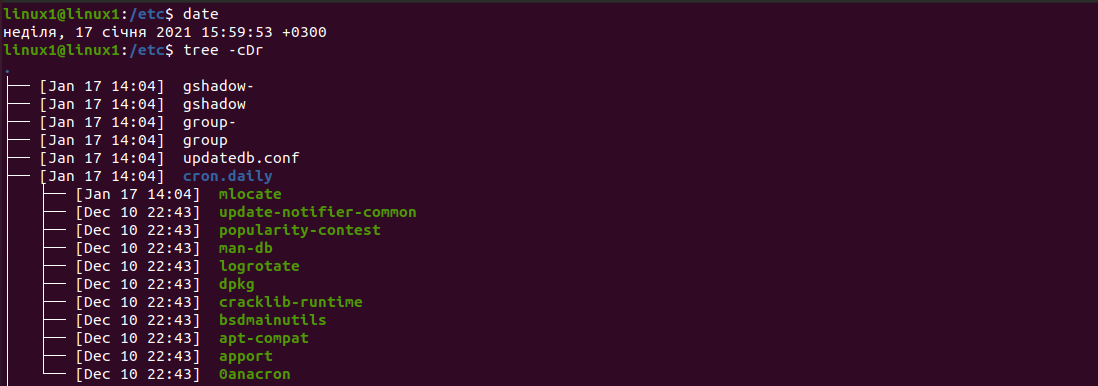 linux1@linux1:/etc$ date
неділя, 17 січня 2021 15:59:53 +0300
linux1@linux1:/etc$ tree -cDr
.
├── [Jan 17 14:04]  gshadow-
├── [Jan 17 14:04]  gshadow
├── [Jan 17 14:04]  group-
├── [Jan 17 14:04]  group
├── [Jan 17 14:04]  updatedb.conf
├── [Jan 17 14:04]  cron.daily
│   ├── [Jan 17 14:04]  mlocate
│   ├── [Dec 10 22:43]  update-notifier-common
│   ├── [Dec 10 22:43]  popularity-contest
│   ├── [Dec 10 22:43]  man-db
│   ├── [Dec 10 22:43]  logrotate
│   ├── [Dec 10 22:43]  dpkg
│   ├── [Dec 10 22:43]  cracklib-runtime
│   ├── [Dec 10 22:43]  bsdmainutils
│   ├── [Dec 10 22:43]  apt-compat
│   ├── [Dec 10 22:43]  apport
│   └── [Dec 10 22:43]  0anacron